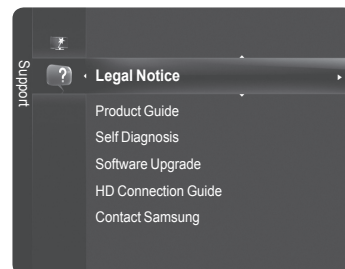 Support
?
Legal Notice
Product Guide
Self Diagnosis
Software Upgrade
HD Connection Guide
Contact Samsung